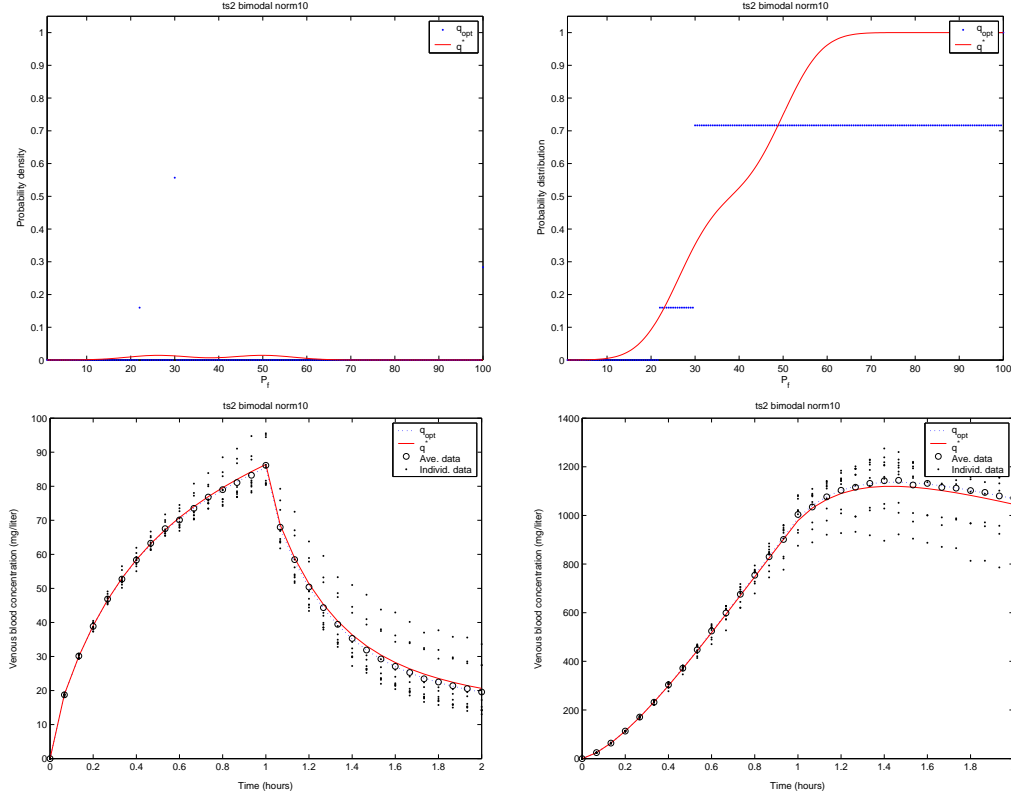 ts2 bimodal norm10
q_opt
q^*
Probability density
1
0.9
0.8
0.7
0.6
0.5
0.4
0.3
0.2
0.1
0
10 20 30 40 50 60 70 80 90 100
P_f
ts2 bimodal norm10
q_opt
q^*
Probability distribution
1
0.9
0.8
0.7
0.6
0.5
0.4
0.3
0.2
0.1
0
10 20 30 40 50 60 70 80 90 100
P_f
ts2 bimodal norm10
q_opt
q^*
Ave. data
Individ. data
Venous blood concentration (mg/liter)
100
90
80
70
60
50
40
30
20
10
0
0 0.2 0.4 0.6 0.8 1 1.2 1.4 1.6 1.8 2
Time (hours)
ts2 bimodal norm10
q_opt
q^*
Ave. data
Individ. data
Venous blood concentration (mg/liter)
1400
1200
1000
800
600
400
200
0
0 0.2 0.4 0.6 0.8 1 1.2 1.4 1.6 1.8
Time (hours)